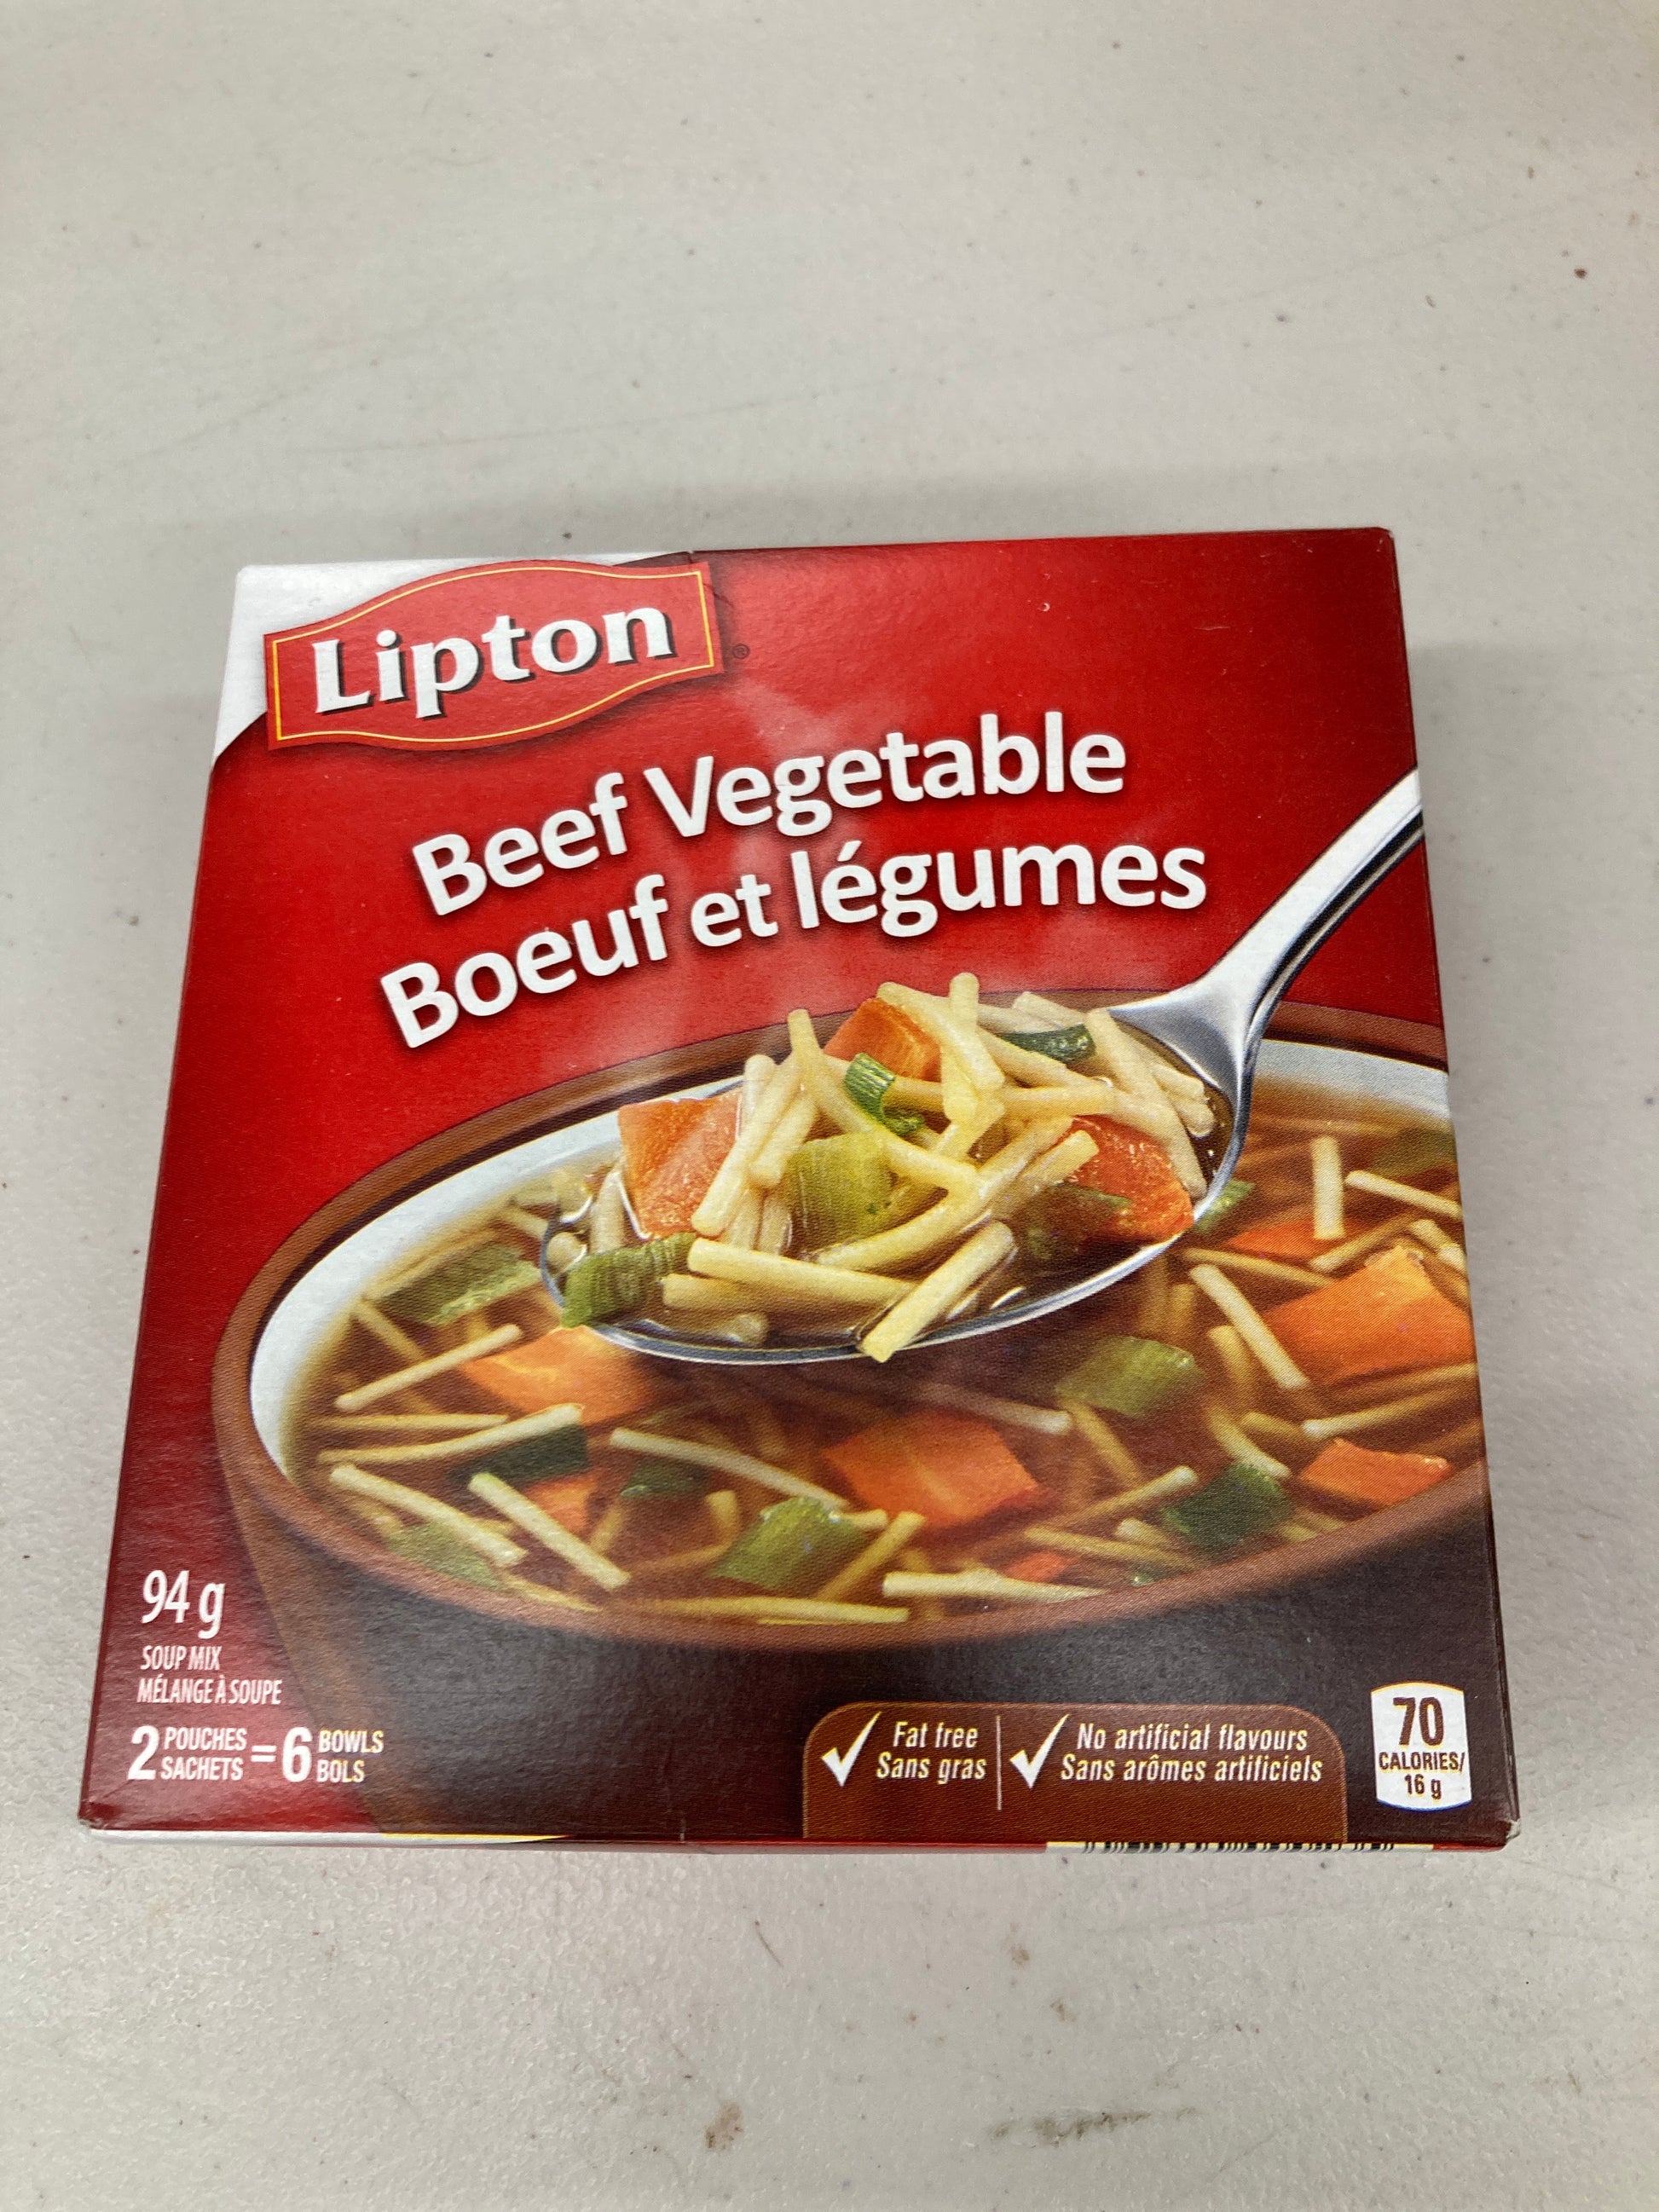 Lipton®
Beef Vegetable
Boeuf et légumes
94 g
SOUP MIX
MÉLANGE À SOUPE
2 POUCHES = 6 BOWLS
SACHETS BOLS
Fat free
Sans gras
No artificial flavours
Sans arômes artificiels
70
CALORIES/
16 g